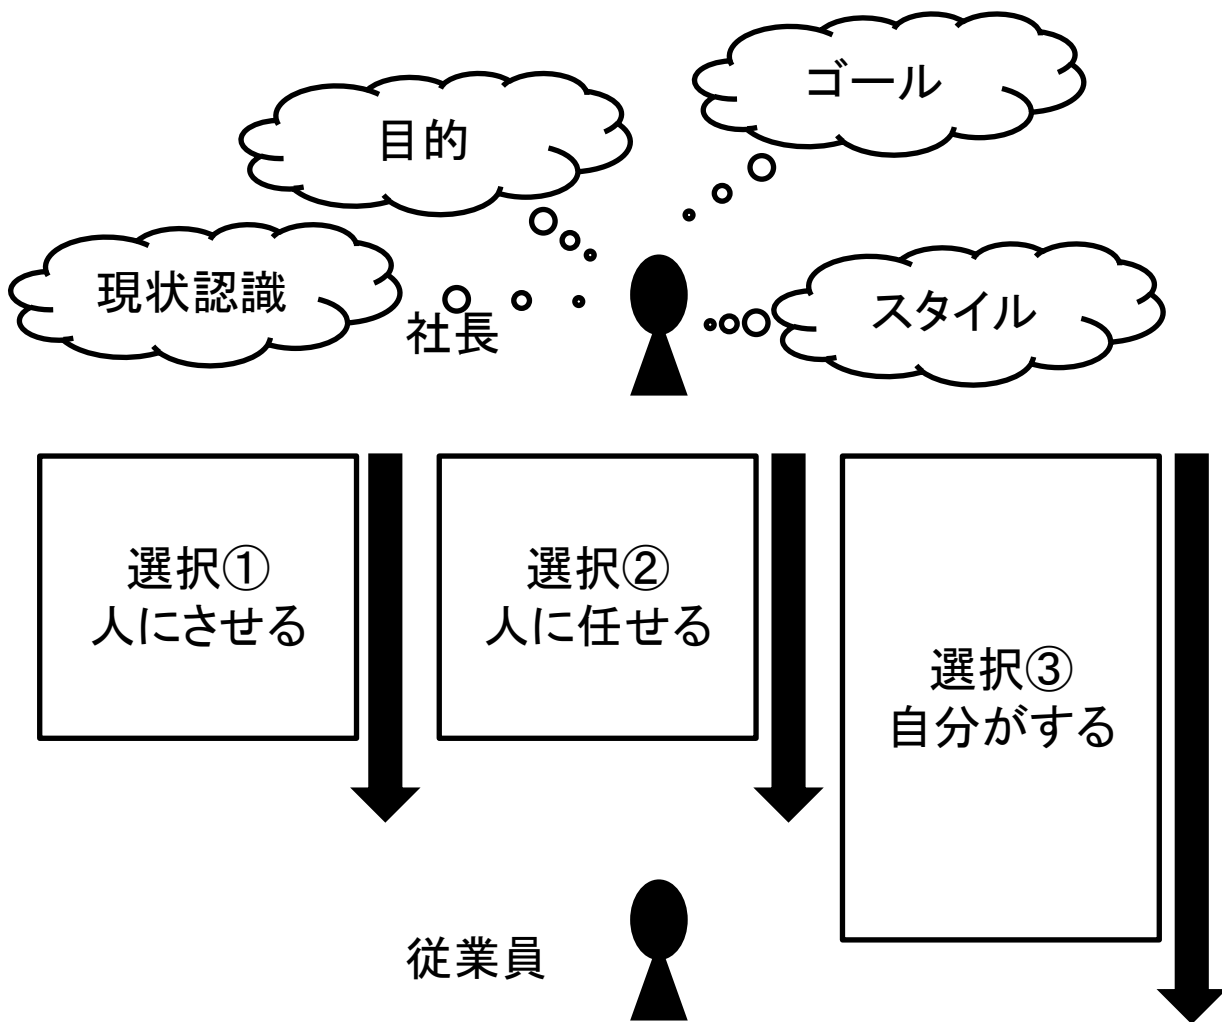 ゴール
目的
現状認識
スタイル
社長
選択①
人にさせる
選択②
人に任せる
選択③
自分がする
従業員